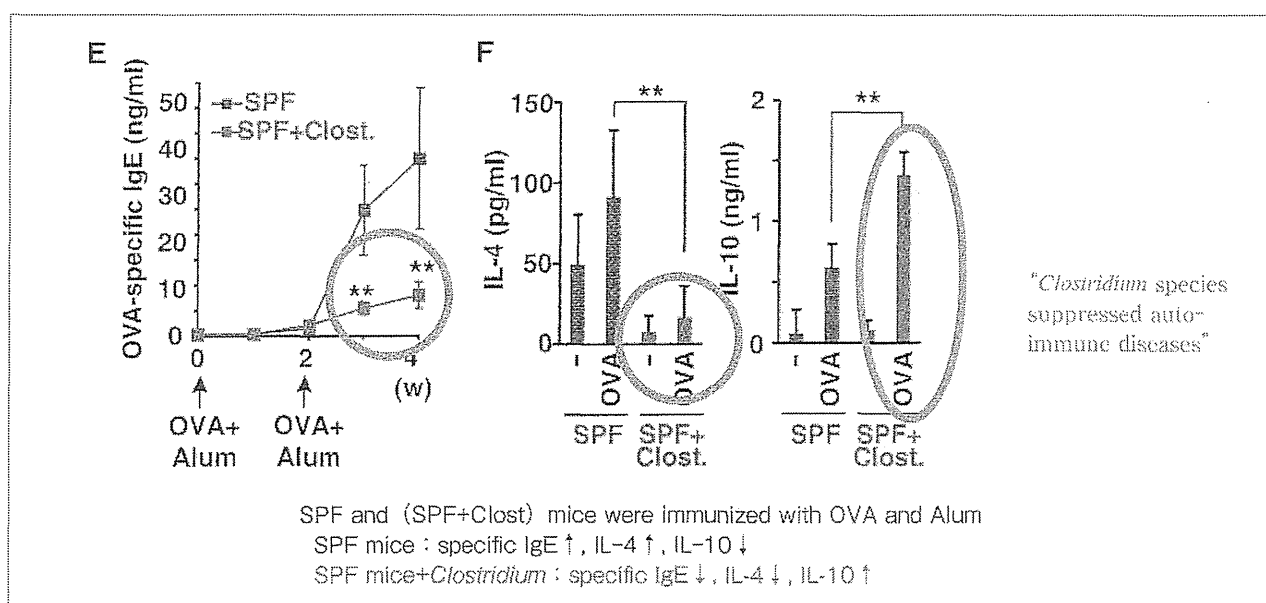 E
OVA-specific IgE (ng/ml)
50
40
30
20
10
0
SPF
SPF+Clost.
**
**
0
2
4
(w)
OVA+
Alum
OVA+
Alum
F
IL-4 (pg/ml)
150
100
50
0
**
-
OVA
-
OVA
SPF
SPF+
Clost.
IL-10 (ng/ml)
2
1
0
**
-
OVA
-
OVA
SPF
SPF+
Clost.
"Clostridium species
suppressed auto-
immune diseases"
SPF and (SPF+Clost) mice were immunized with OVA and Alum
SPF mice : specific IgE↑, IL-4↑, IL-10↓
SPF mice+Clostridium : specific IgE↓, IL-4↓, IL-10↑